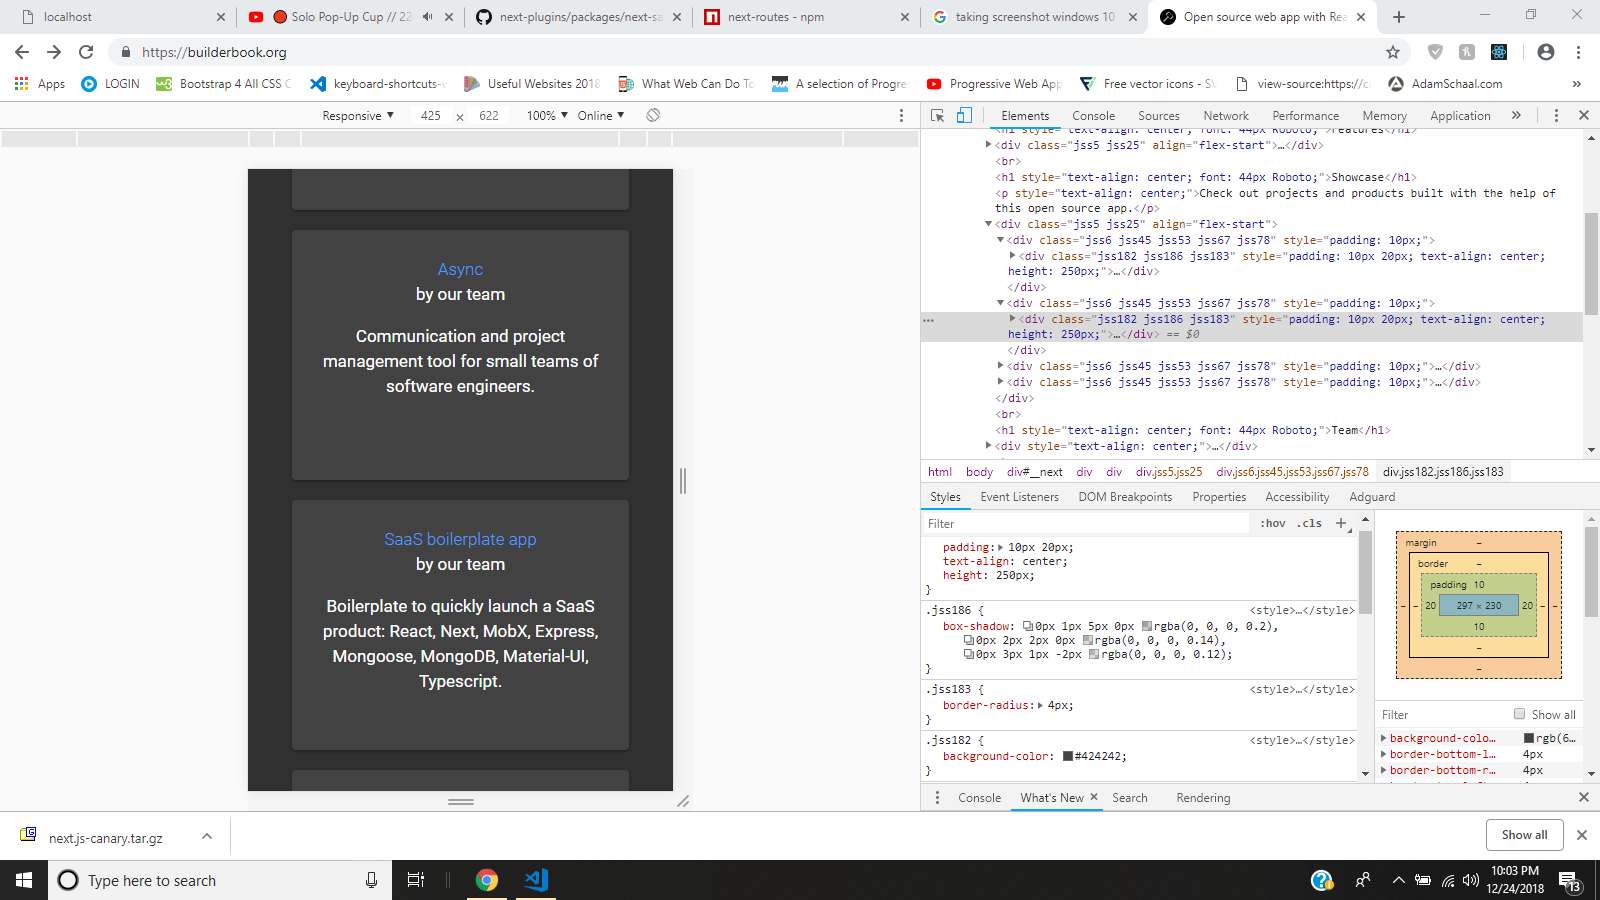 localhost
Solo Pop-Up Cup // 22
next-plugins/packages/next-sa
next-routes - npm
taking screenshot windows 10
Open source web app with Rea
https://builderbook.org
Apps
LOGIN
Bootstrap 4 All CSS C
keyboard-shortcuts-w
Useful Websites 2018
What Web Can Do To
A selection of Progre
Progressive Web App
Free vector icons - SV
view-source:https://c
AdamSchaal.com
»
Responsive ▼ 425 × 622 100% ▼ Online ▼
Elements Console Sources Network Performance Memory Application »
<h1 style="text-align: center; font: 44px Roboto;">Features</h1>
▶<div class="jss5 jss25" align="flex-start">…</div>
<br>
<h1 style="text-align: center; font: 44px Roboto;">Showcase</h1>
<p style="text-align: center;">Check out projects and products built with the help of
this open source app.</p>
▼<div class="jss5 jss25" align="flex-start">
▼<div class="jss6 jss45 jss53 jss67 jss78" style="padding: 10px;">
▶<div class="jss182 jss186 jss183" style="padding: 10px 20px; text-align: center;
height: 250px;">…</div>
</div>
▼<div class="jss6 jss45 jss53 jss67 jss78" style="padding: 10px;">
▶<div class="jss182 jss186 jss183" style="padding: 10px 20px; text-align: center;
height: 250px;">…</div> == $0
</div>
▶<div class="jss6 jss45 jss53 jss67 jss78" style="padding: 10px;">…</div>
▶<div class="jss6 jss45 jss53 jss67 jss78" style="padding: 10px;">…</div>
</div>
<br>
<h1 style="text-align: center; font: 44px Roboto;">Team</h1>
▶<div style="text-align: center;">…</div>
html body div#__next div div div.jss5.jss25 div.jss6.jss45.jss53.jss67.jss78 div.jss182.jss186.jss183
Styles Event Listeners DOM Breakpoints Properties Accessibility Adguard
Filter :hov .cls +
padding:▶ 10px 20px;
text-align: center;
height: 250px;
}
.jss186 { <style>…</style>
box-shadow: 0px 1px 5px 0px rgba(0, 0, 0, 0.2),
0px 2px 2px 0px rgba(0, 0, 0, 0.14),
0px 3px 1px -2px rgba(0, 0, 0, 0.12);
}
.jss183 { <style>…</style>
border-radius:▶ 4px;
}
.jss182 { <style>…</style>
background-color: #424242;
}
margin –
border –
padding 10
– – 20 297 × 230 20 – –
10
–
–
Filter Show all
▶ background-colo… rgb(6…
▶ border-bottom-l… 4px
▶ border-bottom-r… 4px
Console What's New × Search Rendering
Async
by our team
Communication and project
management tool for small teams of
software engineers.
SaaS boilerplate app
by our team
Boilerplate to quickly launch a SaaS
product: React, Next, MobX, Express,
Mongoose, MongoDB, Material-UI,
Typescript.
next.js-canary.tar.gz
Show all
Type here to search
10:03 PM
12/24/2018
13